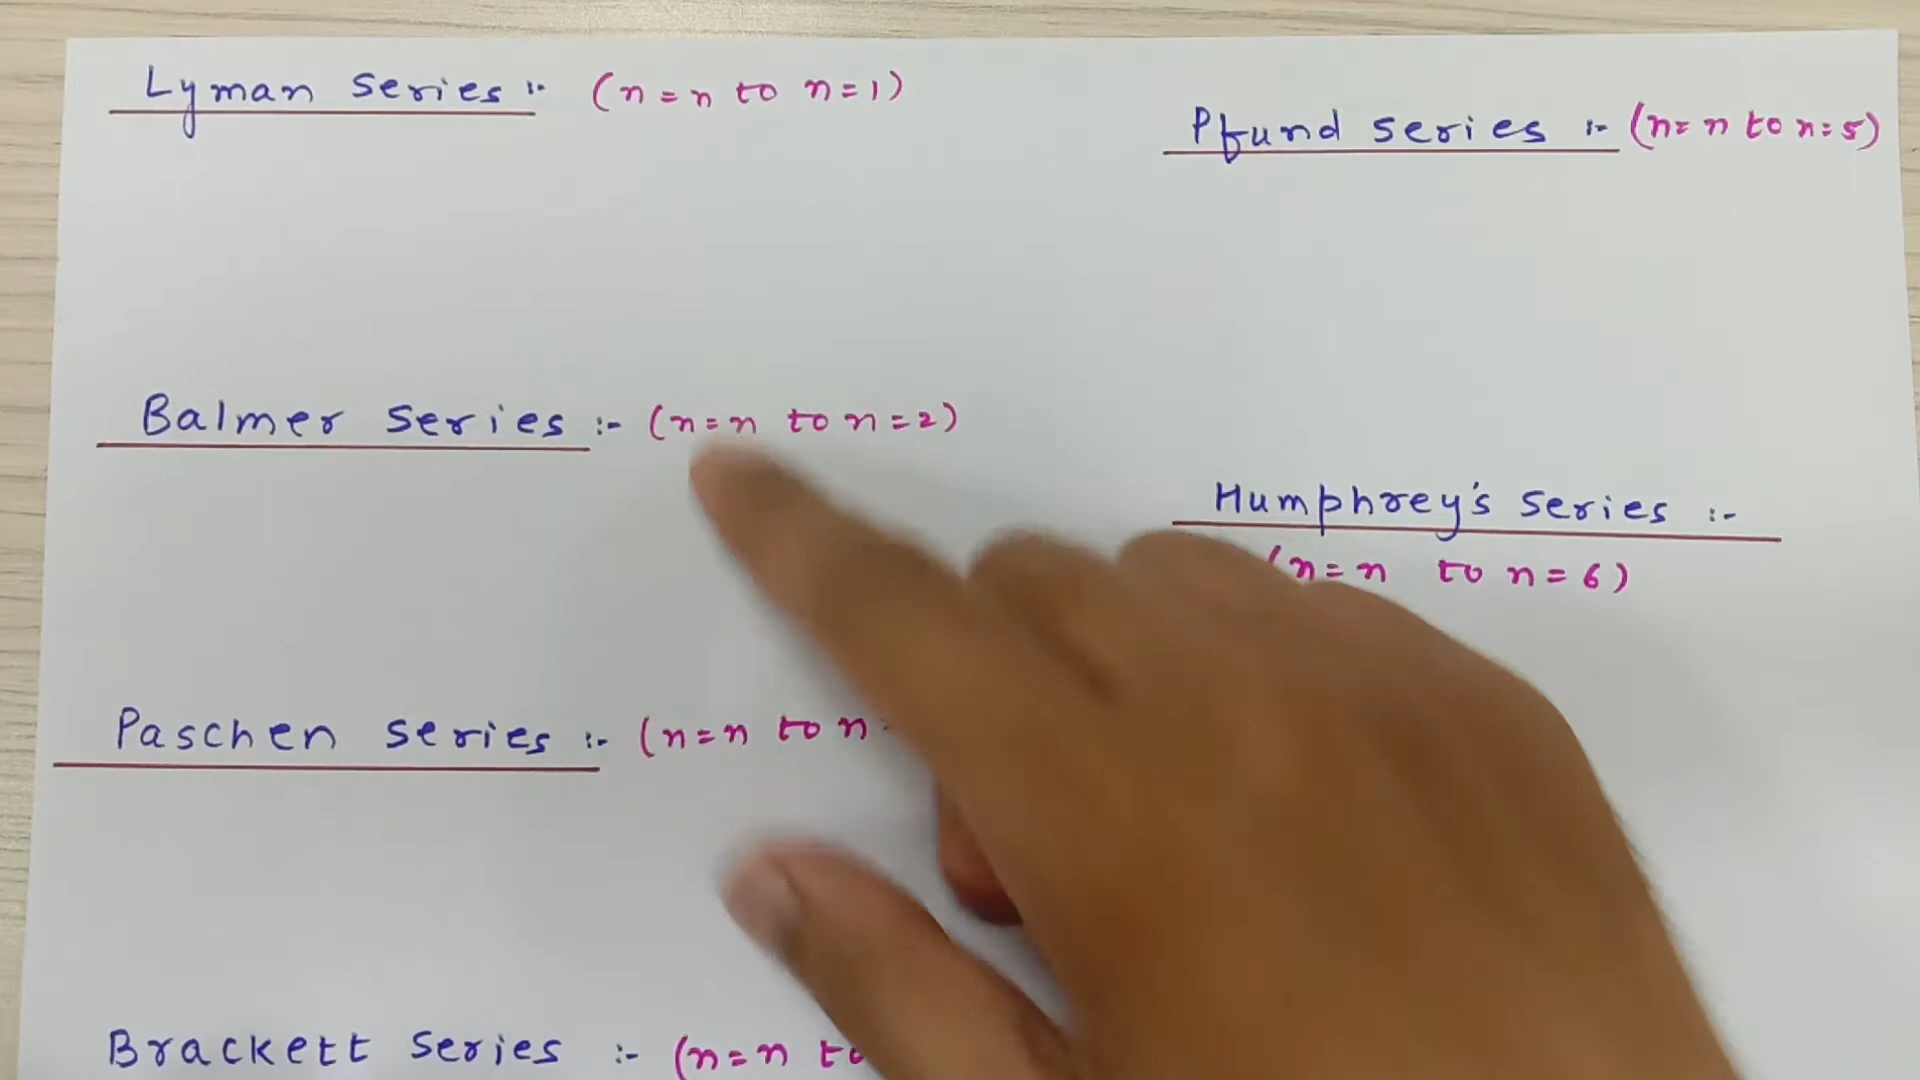 Lyman series :- (n = n to n = 1)
Balmer series :- (n = n to n = 2)
Paschen series :- (n = n to n =
Brackett series :- (n = n to
Pfund series :- (n = n to n = 5)
Humphrey's series :-
(n = n to n = 6)